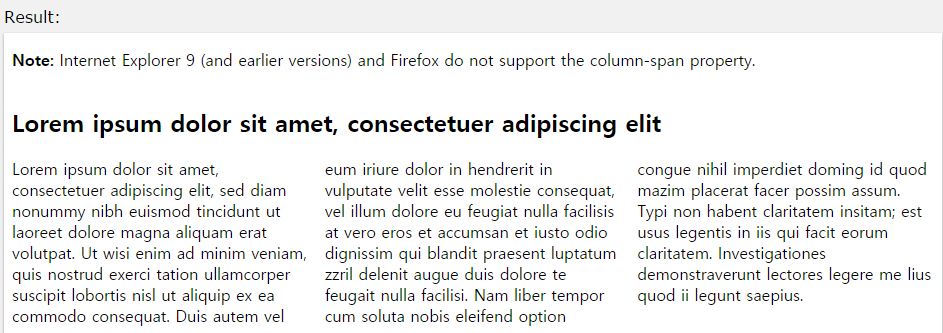 Result:
Note: Internet Explorer 9 (and earlier versions) and Firefox do not support the column-span property.
Lorem ipsum dolor sit amet, consectetuer adipiscing elit
Lorem ipsum dolor sit amet,
consectetuer adipiscing elit, sed diam
nonummy nibh euismod tincidunt ut
laoreet dolore magna aliquam erat
volutpat. Ut wisi enim ad minim veniam,
quis nostrud exerci tation ullamcorper
suscipit lobortis nisl ut aliquip ex ea
commodo consequat. Duis autem vel
eum iriure dolor in hendrerit in
vulputate velit esse molestie consequat,
vel illum dolore eu feugiat nulla facilisis
at vero eros et accumsan et iusto odio
dignissim qui blandit praesent luptatum
zzril delenit augue duis dolore te
feugait nulla facilisi. Nam liber tempor
cum soluta nobis eleifend option
congue nihil imperdiet doming id quod
mazim placerat facer possim assum.
Typi non habent claritatem insitam; est
usus legentis in iis qui facit eorum
claritatem. Investigationes
demonstraverunt lectores legere me lius
quod ii legunt saepius.